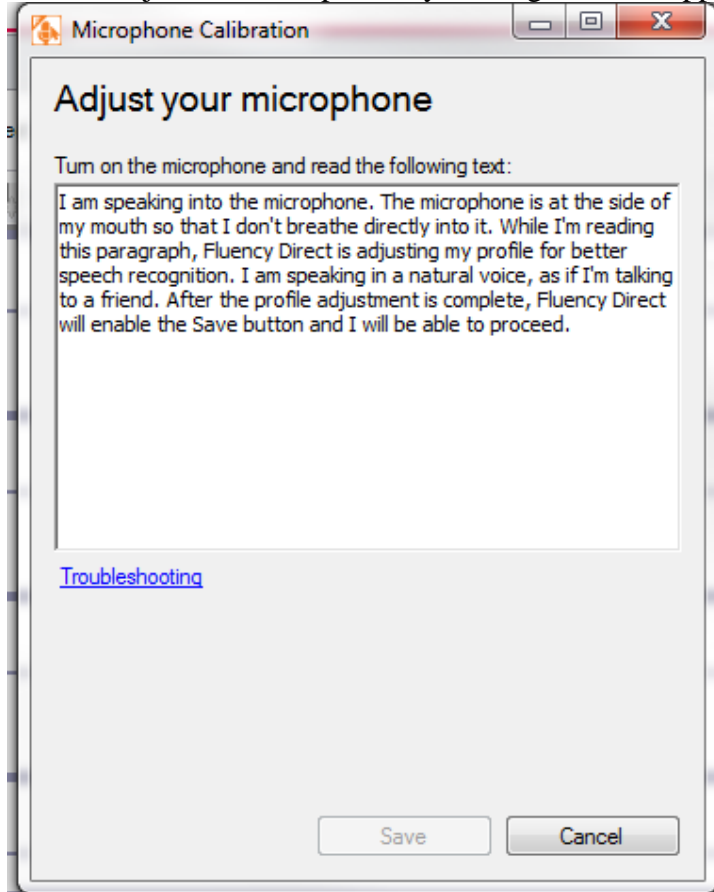 Microphone Calibration
Adjust your microphone
Turn on the microphone and read the following text:
I am speaking into the microphone. The microphone is at the side of
my mouth so that I don't breathe directly into it. While I'm reading
this paragraph, Fluency Direct is adjusting my profile for better
speech recognition. I am speaking in a natural voice, as if I'm talking
to a friend. After the profile adjustment is complete, Fluency Direct
will enable the Save button and I will be able to proceed.
Troubleshooting
Save Cancel